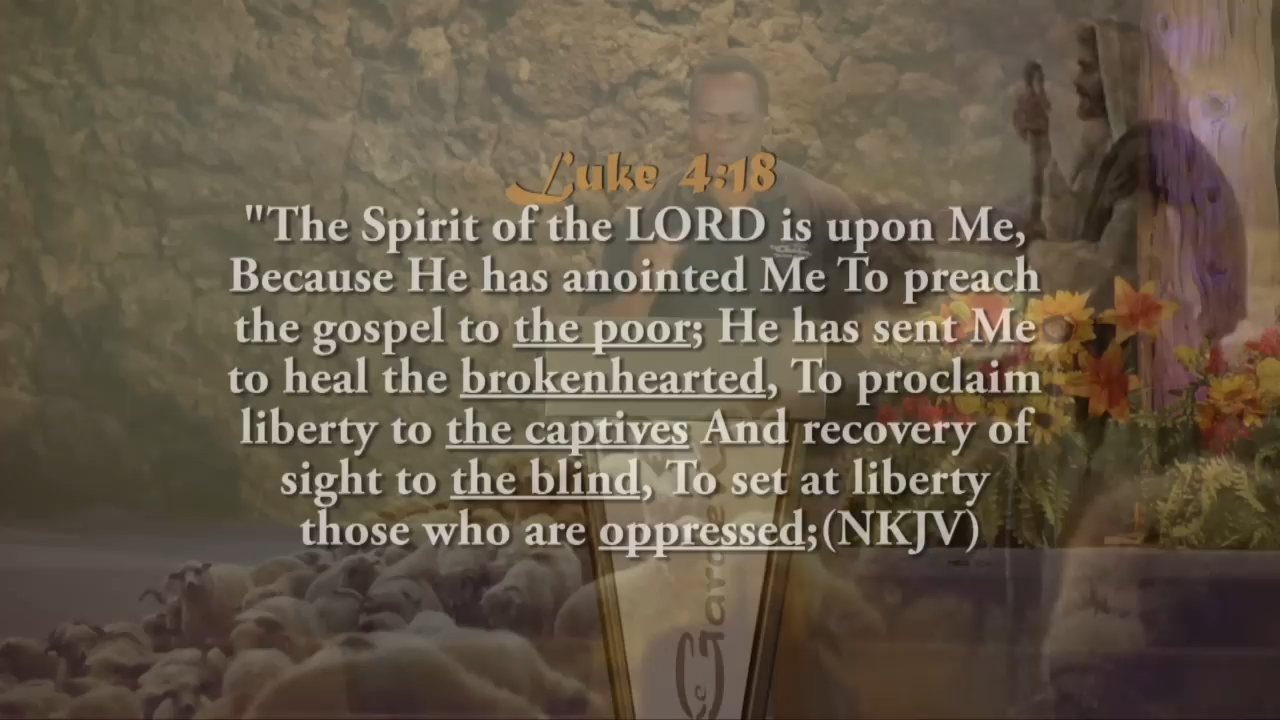 Luke 4:18
"The Spirit of the LORD is upon Me,
Because He has anointed Me To preach
the gospel to the poor; He has sent Me
to heal the brokenhearted, To proclaim
liberty to the captives And recovery of
sight to the blind, To set at liberty
those who are oppressed;(NKJV)